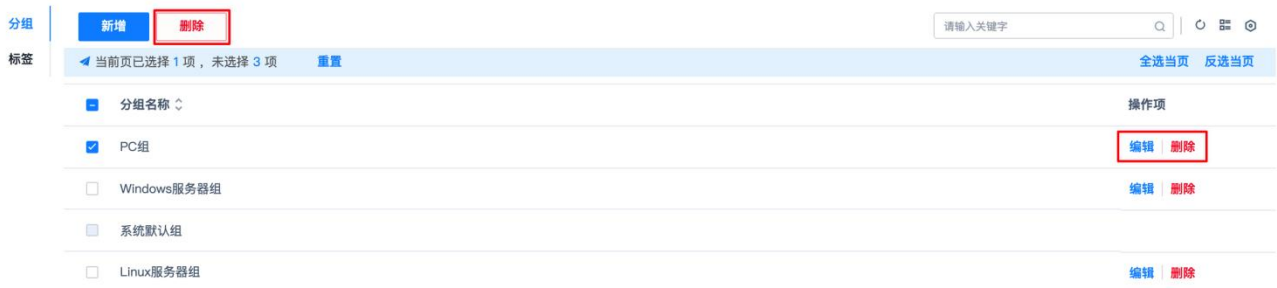 分组 新增 删除 请输入关键字
标签 当前页已选择 1 项 ，未选择 3 项 重置 全选当页 反选当页
分组名称 操作项
PC组 编辑 删除
Windows服务器组 编辑 删除
系统默认组
Linux服务器组 编辑 删除